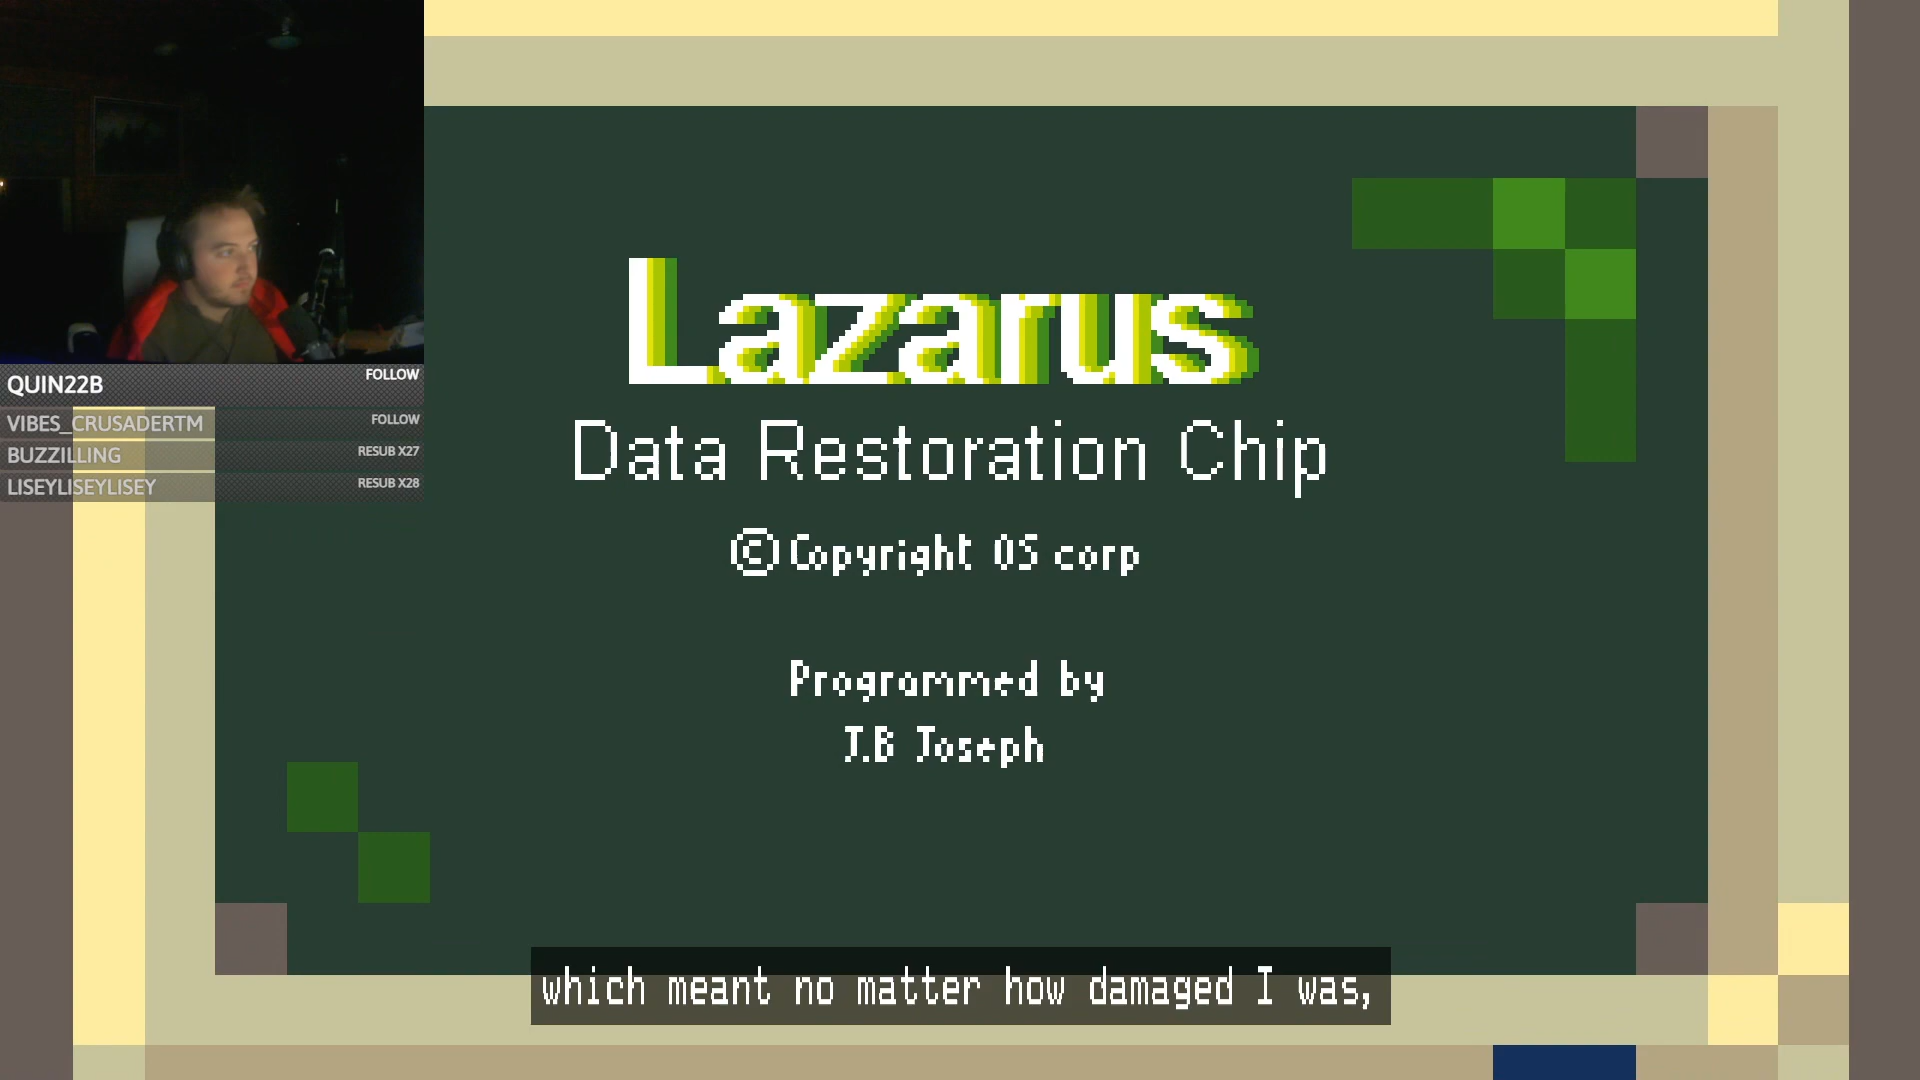 QUIN22B FOLLOW
VIBES_CRUSADERTM FOLLOW
BUZZILLING RESUB X27
LISEYLISEYLISEY RESUB X28
Lazarus
Data Restoration Chip
©Copyright OS corp
Programmed by
J.B Joseph
which meant no matter how damaged I was,